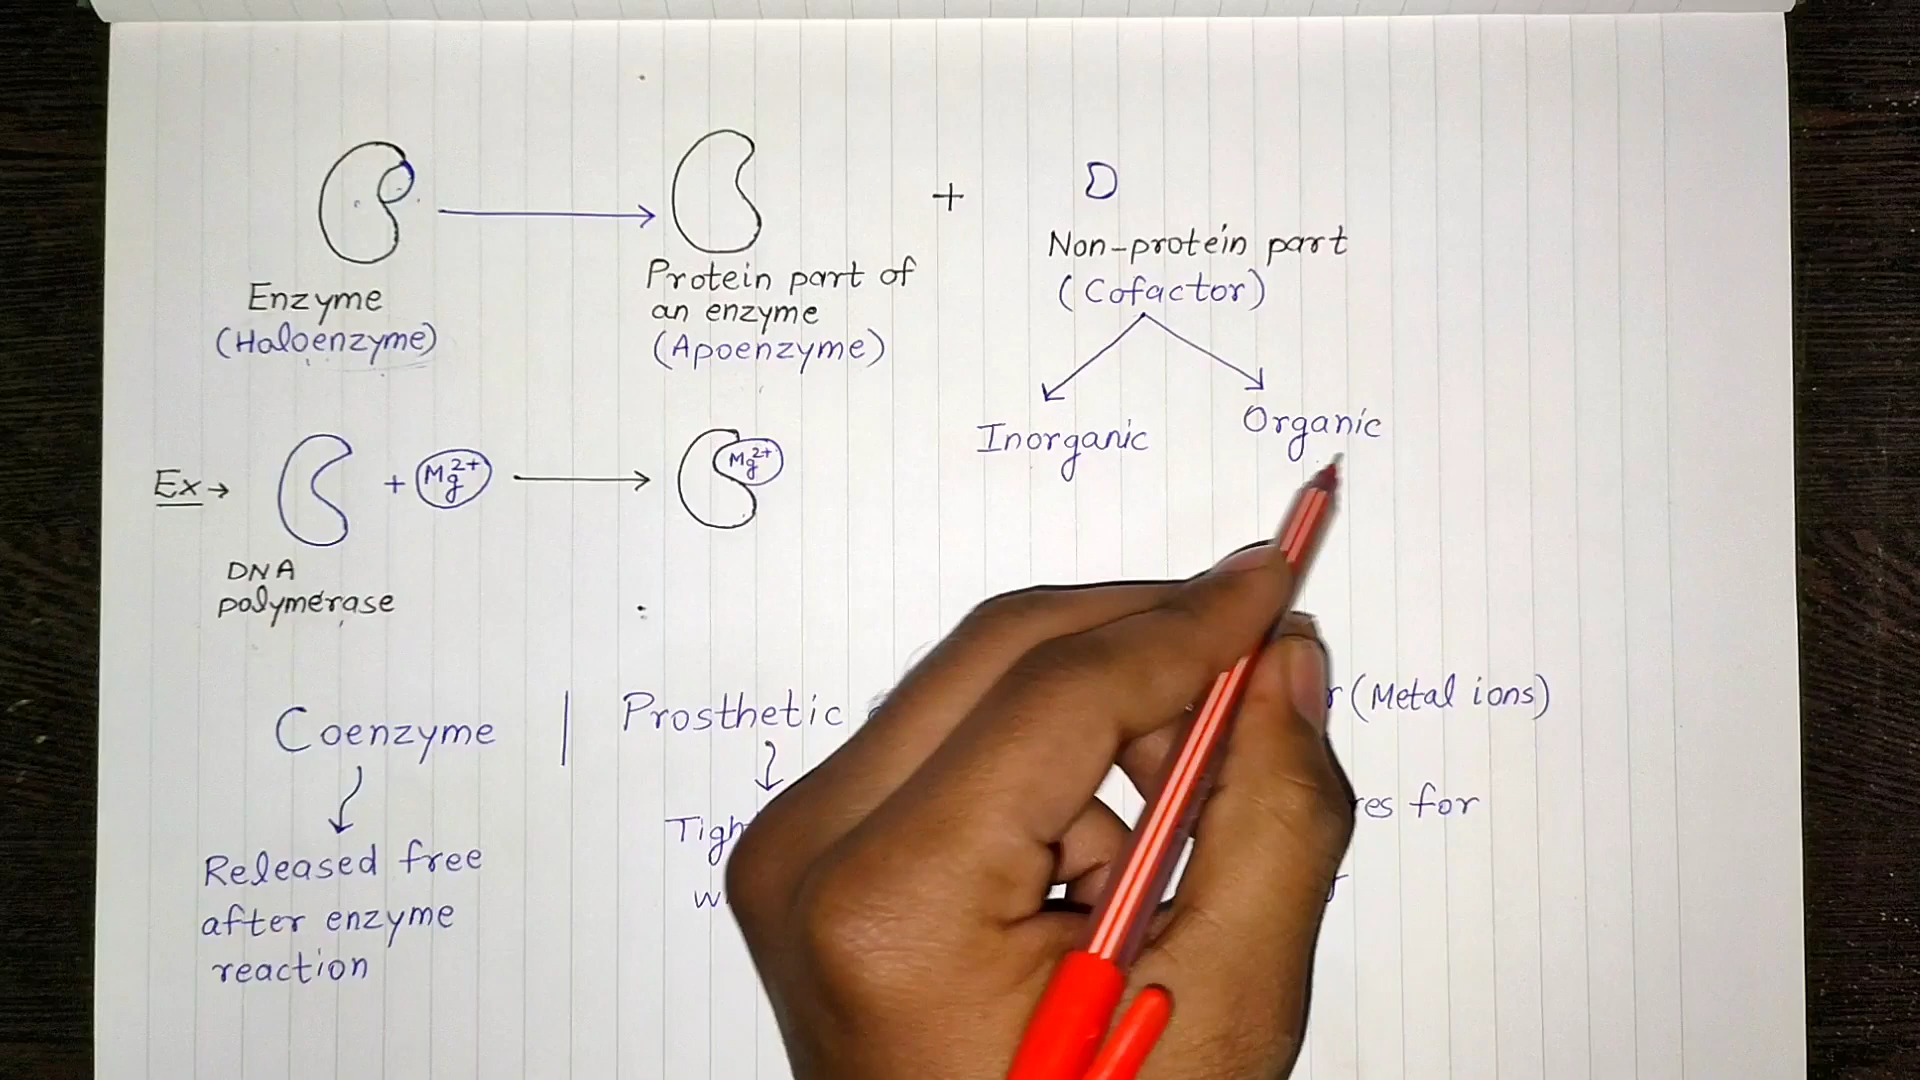 Enzyme
(Haloenzyme)
Protein part of
an enzyme
(Apoenzyme)
+
Non-protein part
(Cofactor)
Inorganic
Organic
Ex →
+ Mg2+
Mg2+
DNA
polymerase
Coenzyme
Prosthetic
(Metal ions)
Released free
after enzyme
reaction
for